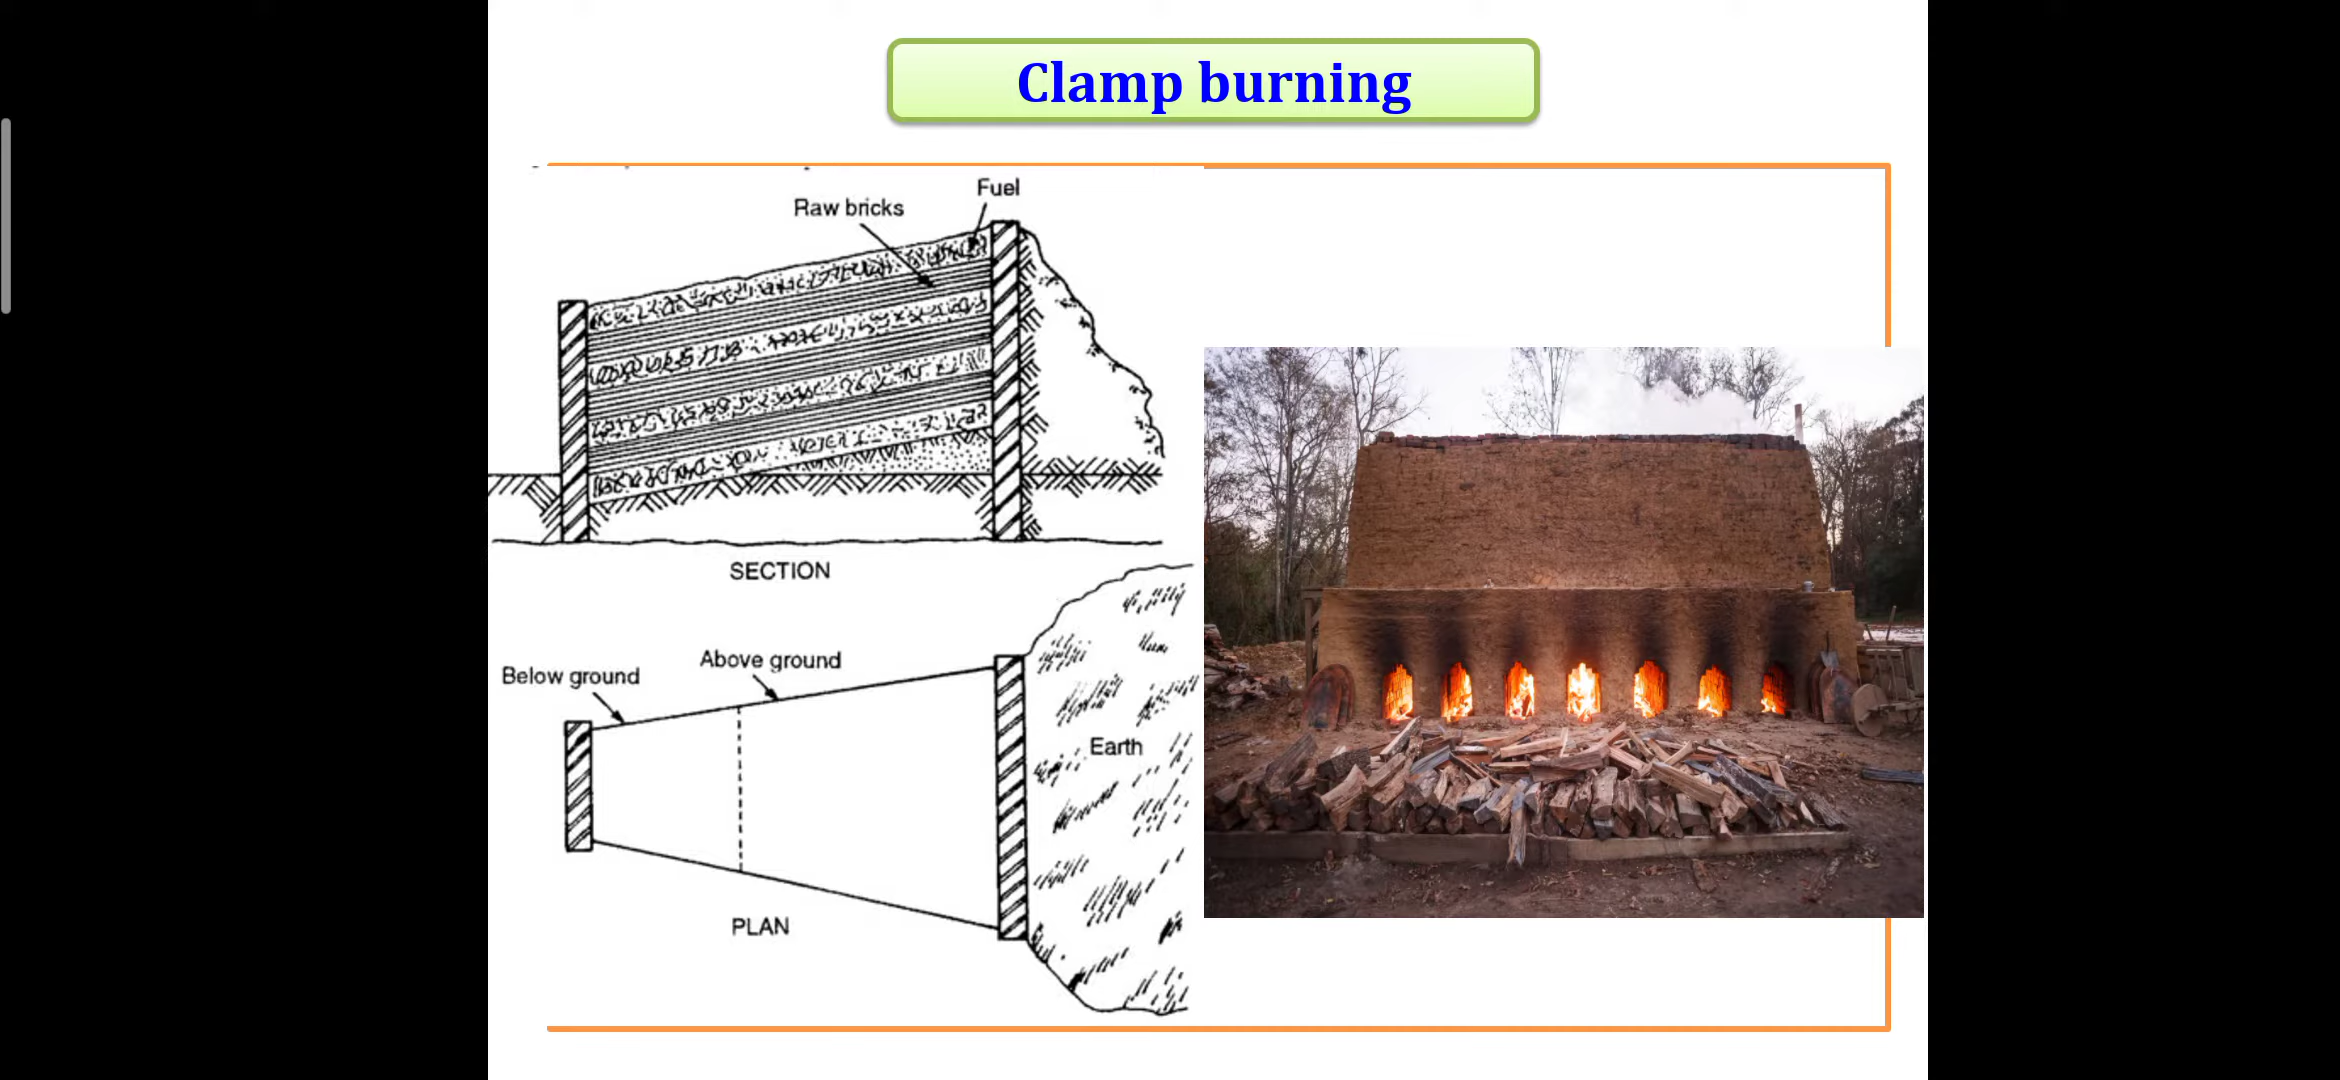 Clamp burning
Fuel
Raw bricks
SECTION
Above ground
Below ground
Earth
PLAN